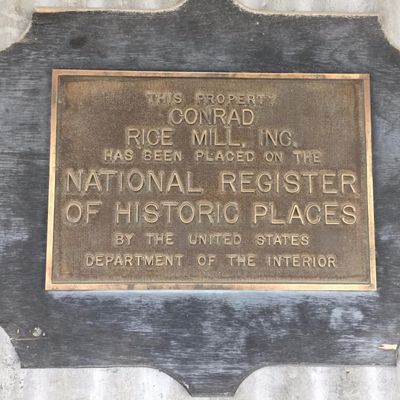 THIS PROPERTY
CONRAD
RICE MILL, INC.
HAS BEEN PLACED ON THE
NATIONAL REGISTER
OF HISTORIC PLACES
BY THE UNITED STATES
DEPARTMENT OF THE INTERIOR